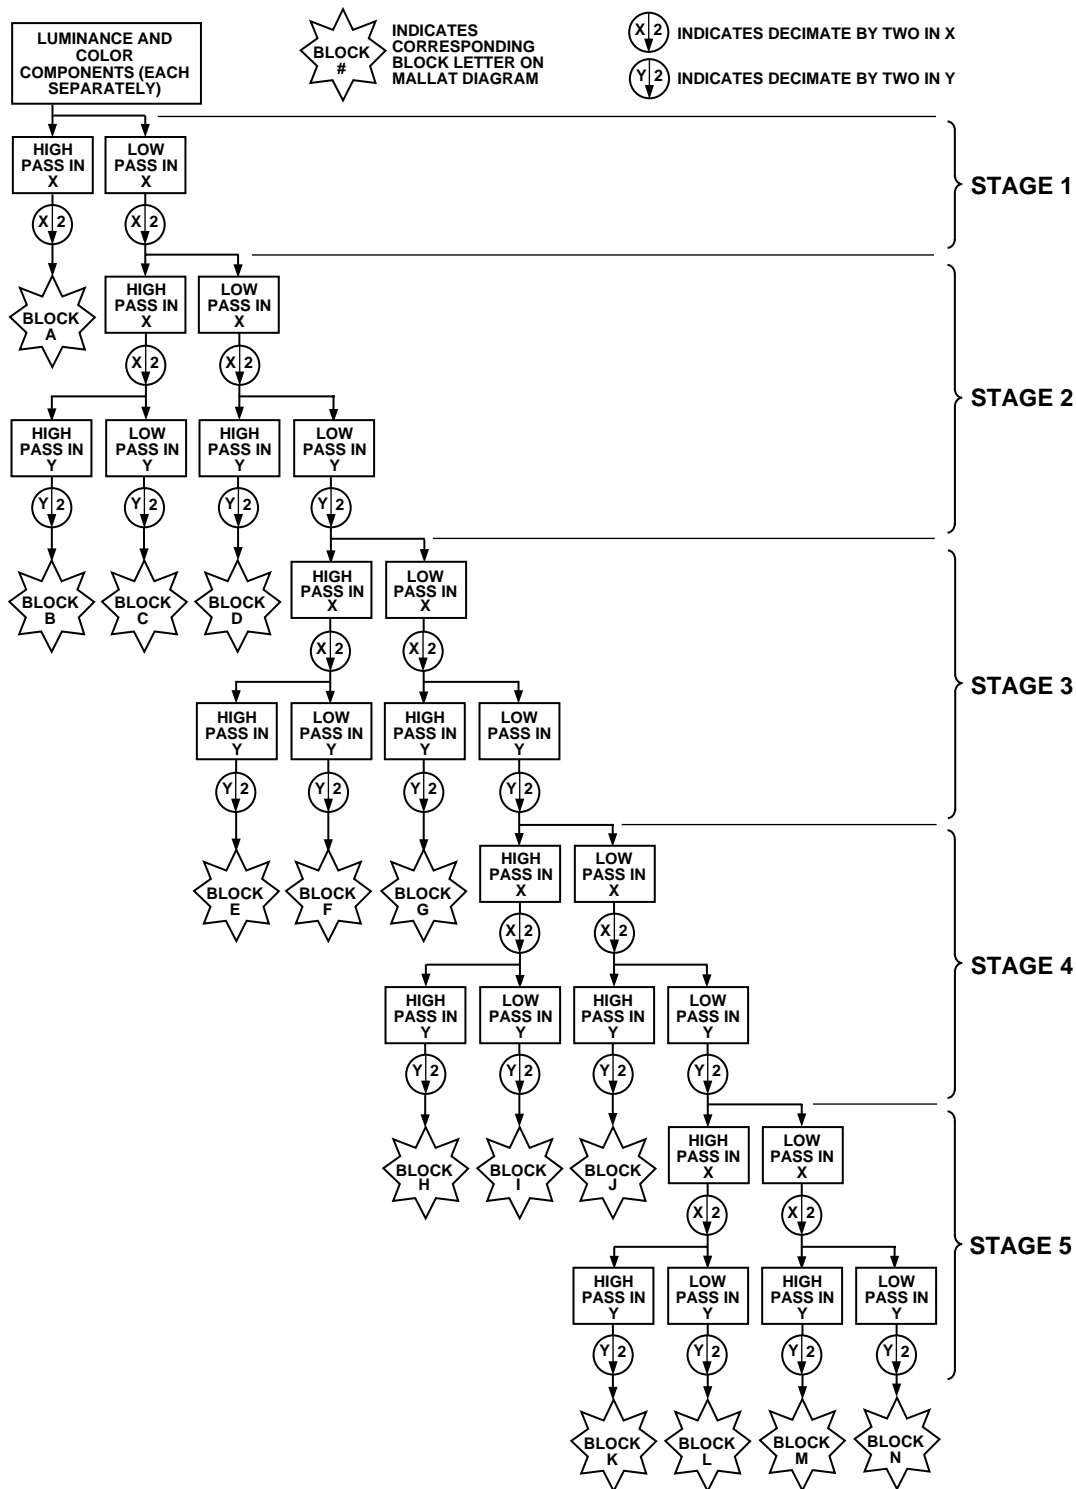 LUMINANCE AND
COLOR
COMPONENTS (EACH
SEPARATELY)
BLOCK
#
INDICATES
CORRESPONDING
BLOCK LETTER ON
MALLAT DIAGRAM
X 2
INDICATES DECIMATE BY TWO IN X
Y 2
INDICATES DECIMATE BY TWO IN Y
HIGH
PASS IN
X
LOW
PASS IN
X
STAGE 1
X 2
X 2
BLOCK
A
HIGH
PASS IN
X
LOW
PASS IN
X
X 2
X 2
STAGE 2
HIGH
PASS IN
Y
LOW
PASS IN
Y
HIGH
PASS IN
Y
LOW
PASS IN
Y
Y 2
Y 2
Y 2
Y 2
BLOCK
B
BLOCK
C
BLOCK
D
HIGH
PASS IN
X
LOW
PASS IN
X
X 2
X 2
STAGE 3
HIGH
PASS IN
Y
LOW
PASS IN
Y
HIGH
PASS IN
Y
LOW
PASS IN
Y
Y 2
Y 2
Y 2
Y 2
BLOCK
E
BLOCK
F
BLOCK
G
HIGH
PASS IN
X
LOW
PASS IN
X
X 2
X 2
STAGE 4
HIGH
PASS IN
Y
LOW
PASS IN
Y
HIGH
PASS IN
Y
LOW
PASS IN
Y
Y 2
Y 2
Y 2
Y 2
BLOCK
H
BLOCK
I
BLOCK
J
HIGH
PASS IN
X
LOW
PASS IN
X
X 2
X 2
STAGE 5
HIGH
PASS IN
Y
LOW
PASS IN
Y
HIGH
PASS IN
Y
LOW
PASS IN
Y
Y 2
Y 2
Y 2
Y 2
BLOCK
K
BLOCK
L
BLOCK
M
BLOCK
N